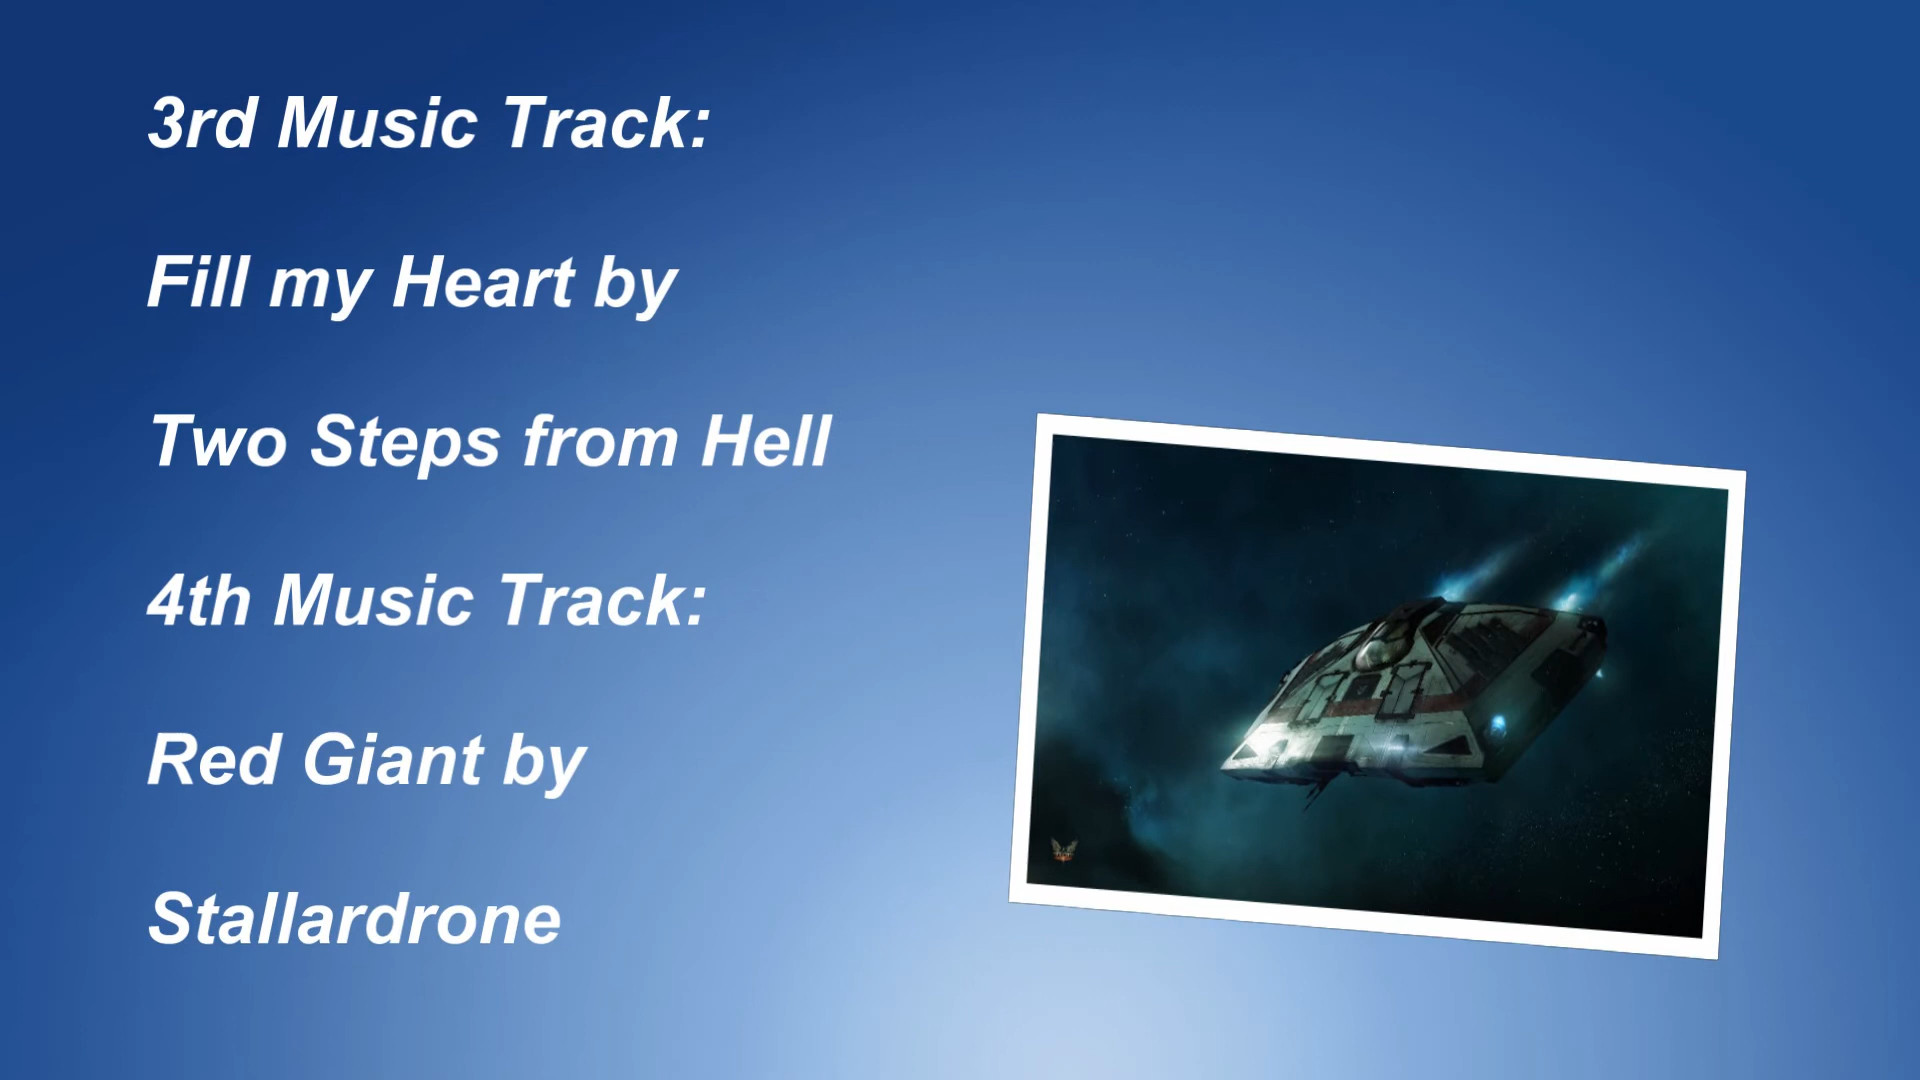 3rd Music Track:
Fill my Heart by
Two Steps from Hell
4th Music Track:
Red Giant by
Stallardrone